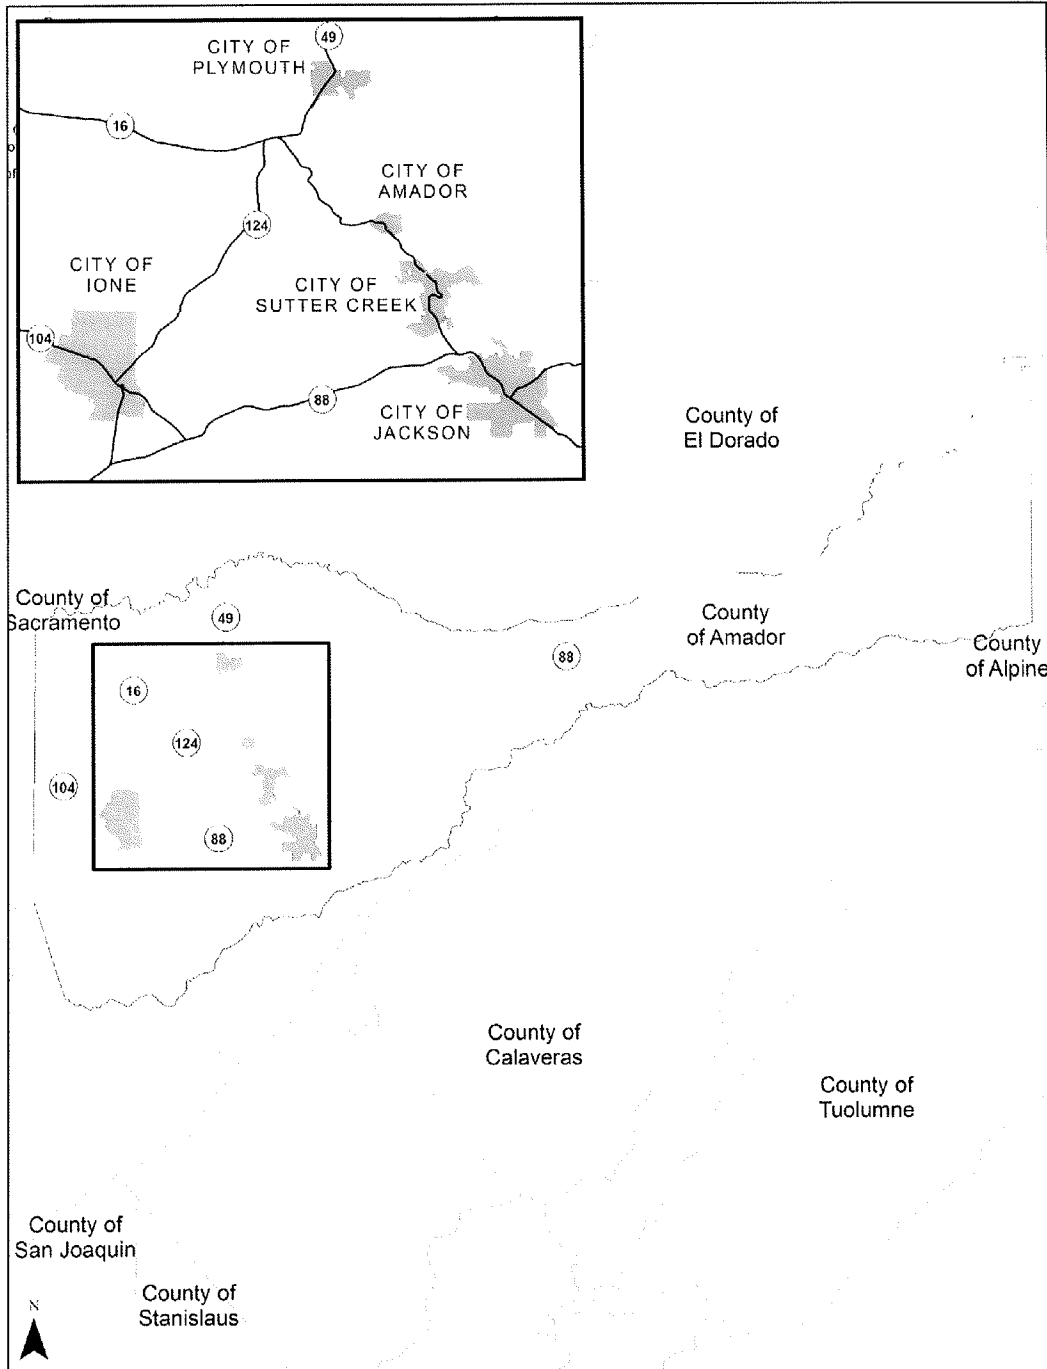 49
CITY OF
PLYMOUTH
16
CITY OF
AMADOR
124
CITY OF
IONE
CITY OF
SUTTER CREEK
104
88
CITY OF
JACKSON
County of
El Dorado
County of
Sacramento
49
County
of Amador
88
County
of Alpine
16
124
104
88
County of
Calaveras
County of
Tuolumne
County of
San Joaquin
County of
Stanislaus
N